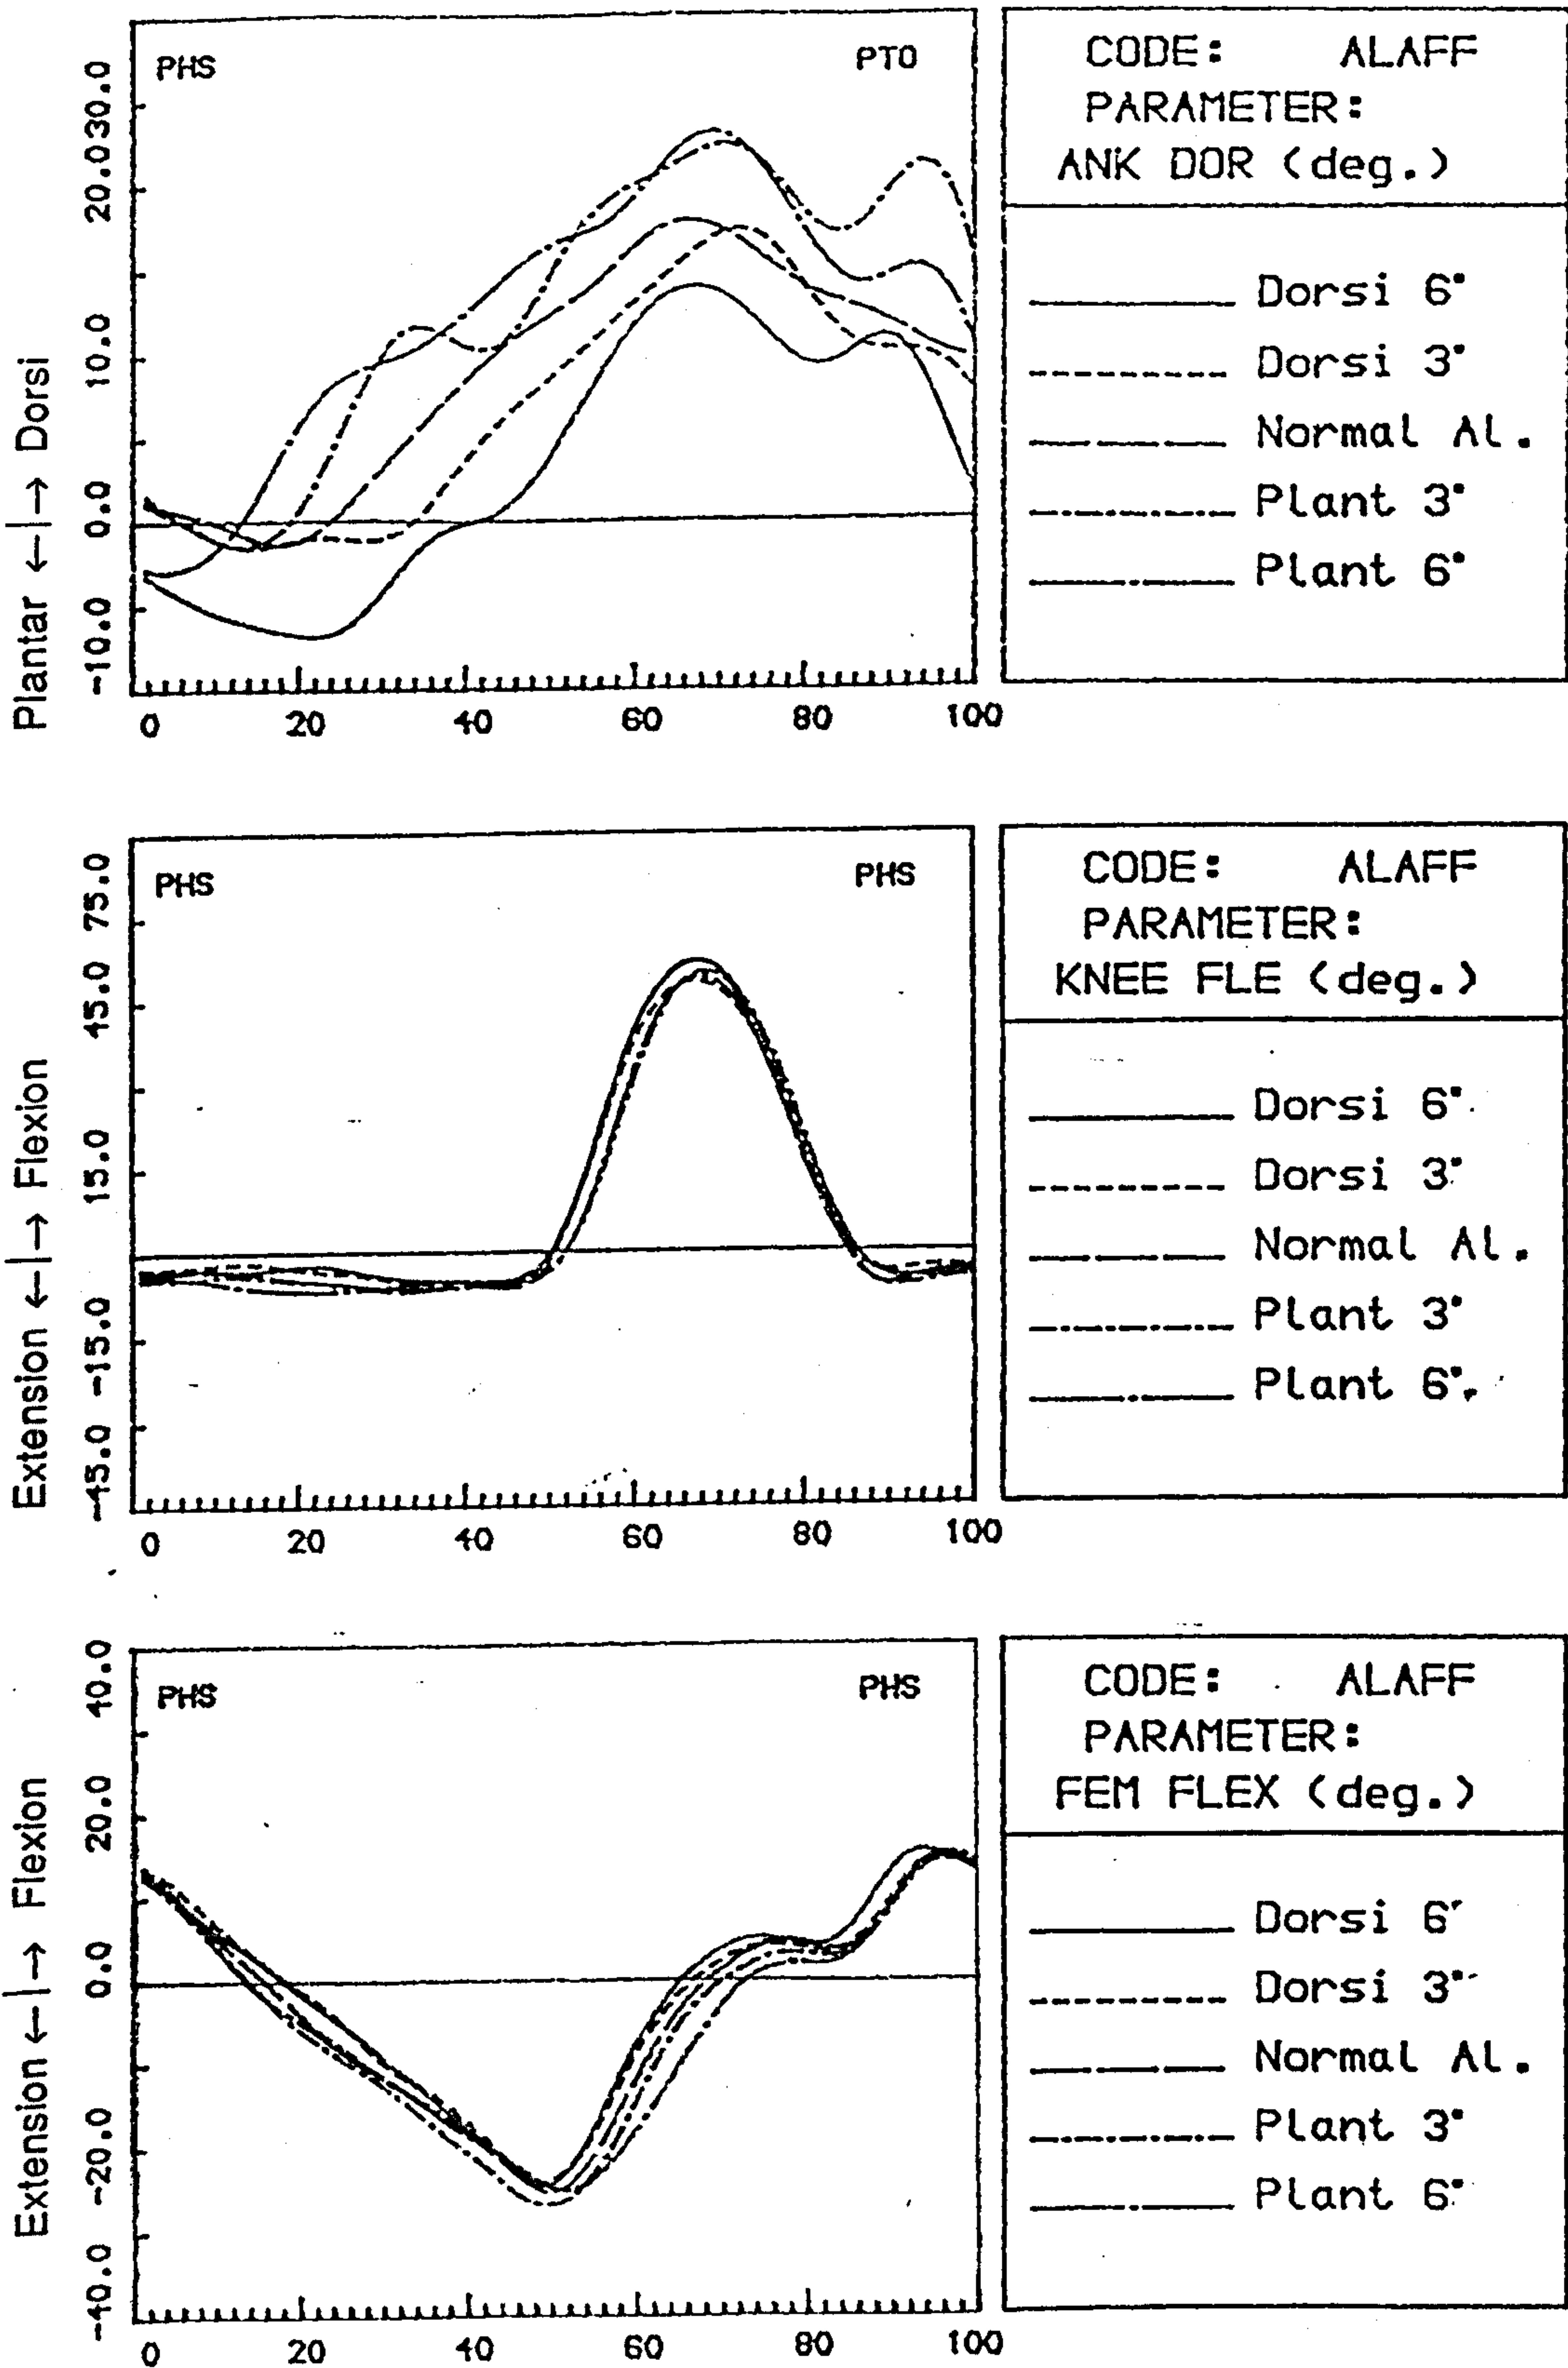 PHS PTO
Plantar ←|→ Dorsi
-10.0 0.0 10.0 20.0 30.0
0 20 40 60 80 100
CODE: ALAFF
PARAMETER:
ANK DOR (deg.)
Dorsi 6°
Dorsi 3°
Normal Al.
Plant 3°
Plant 6°
PHS PHS
Extension ←|→ Flexion
-45.0 -15.0 15.0 45.0 75.0
0 20 40 60 80 100
CODE: ALAFF
PARAMETER:
KNEE FLE (deg.)
Dorsi 6°
Dorsi 3°
Normal Al.
Plant 3°
Plant 6°
PHS PHS
Extension ←|→ Flexion
-40.0 -20.0 0.0 20.0 40.0
0 20 40 60 80 100
CODE: ALAFF
PARAMETER:
FEM FLEX (deg.)
Dorsi 6°
Dorsi 3°
Normal Al.
Plant 3°
Plant 6°